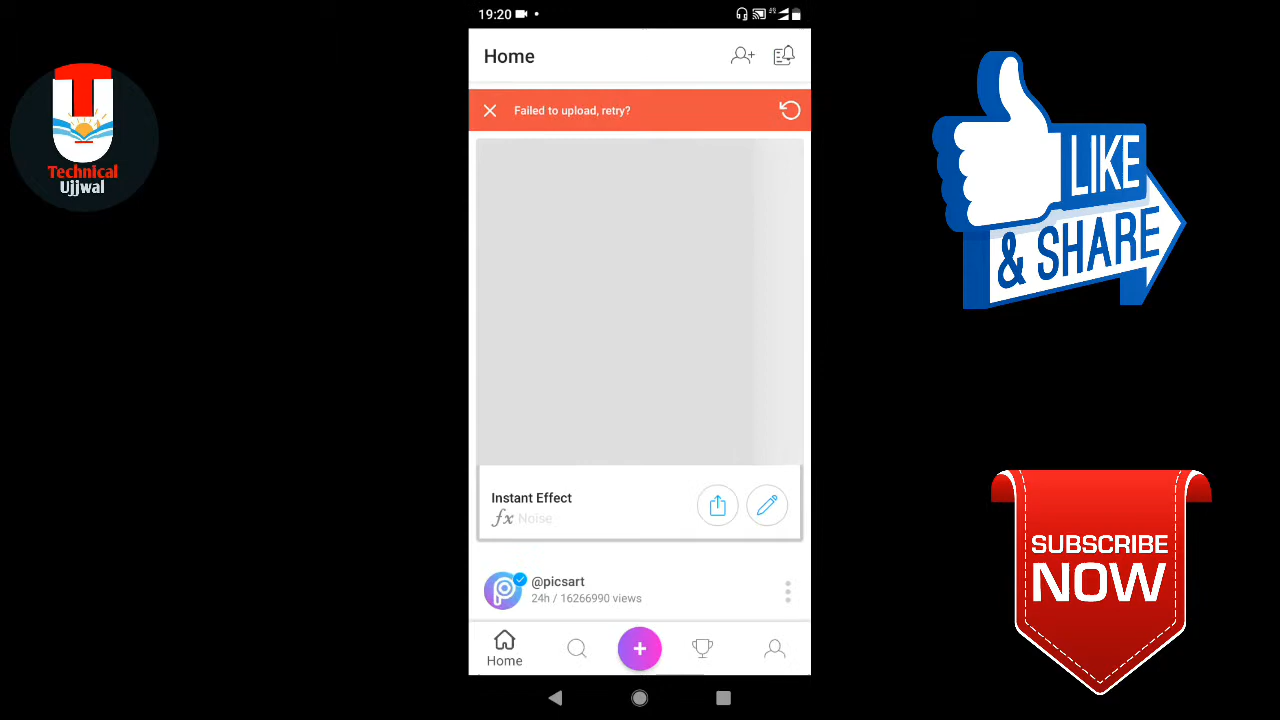 19:20
Home
Failed to upload, retry?
Instant Effect
fx Noise
@picsart
24h / 16266990 views
Home
Technical
Ujjwal
LIKE
& SHARE
SUBSCRIBE
NOW